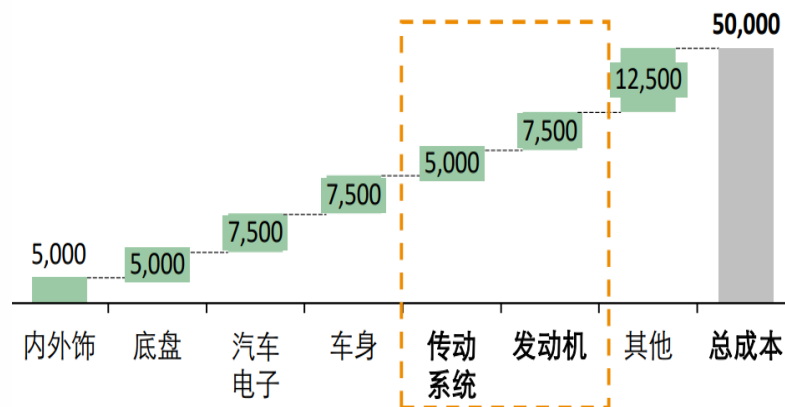 50,000
12,500
7,500
5,000
7,500
7,500
5,000
5,000
内外饰
底盘
汽车
电子
车身
传动
系统
发动机
其他
总成本